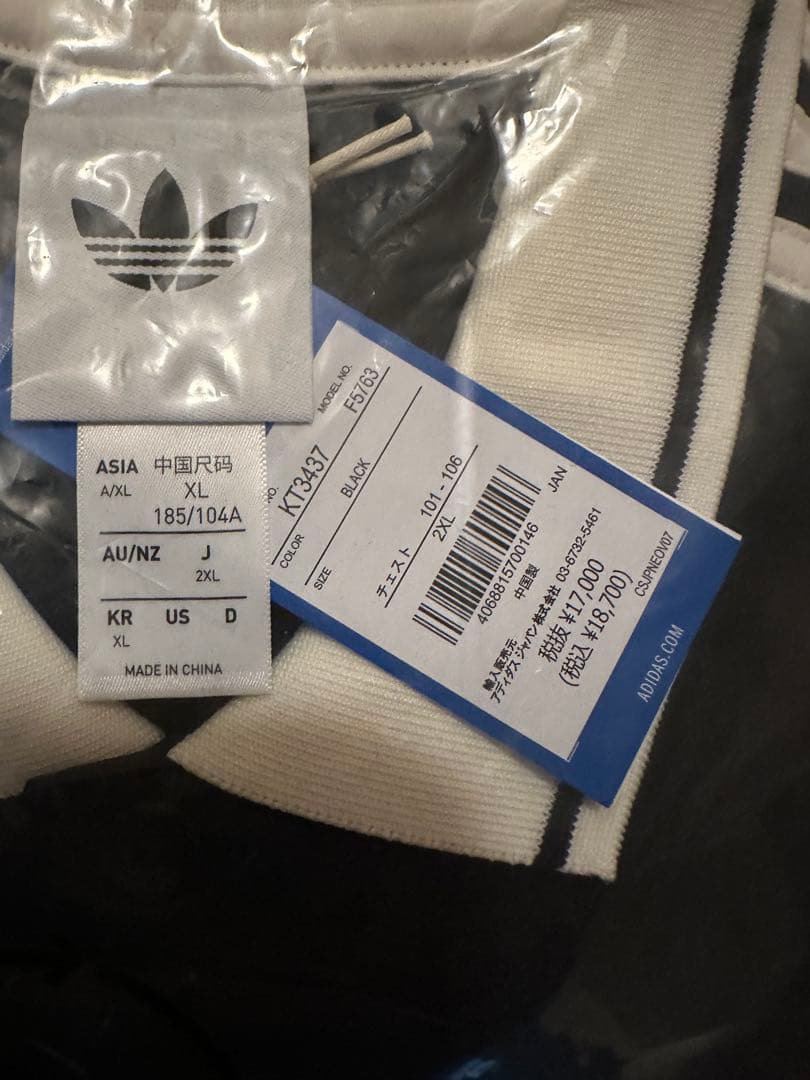 ASIA 中国尺码
A/XL XL
185/104A
AU/NZ J
2XL
KR US D
XL
MADE IN CHINA
MODEL NO. F5763
NO. KT3437
COLOR BLACK
SIZE
チェスト 101 - 106
2XL
JAN
4068815700146
中国製
輸入販売元
アディダス ジャパン株式会社 03-6732-5461
税抜 ¥17,000
(税込 ¥18,700)
CSJPNEOV07
ADIDAS.COM